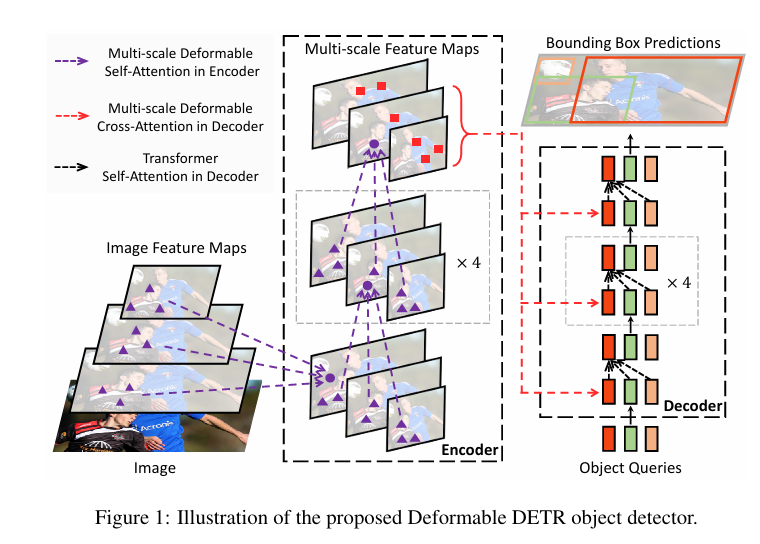 Multi-scale Deformable
Self-Attention in Encoder
Multi-scale Deformable
Cross-Attention in Decoder
Transformer
Self-Attention in Decoder
Image Feature Maps
Image
Multi-scale Feature Maps
× 4
Encoder
Bounding Box Predictions
× 4
Decoder
Object Queries
Acronis
Acronis
Figure 1: Illustration of the proposed Deformable DETR object detector.